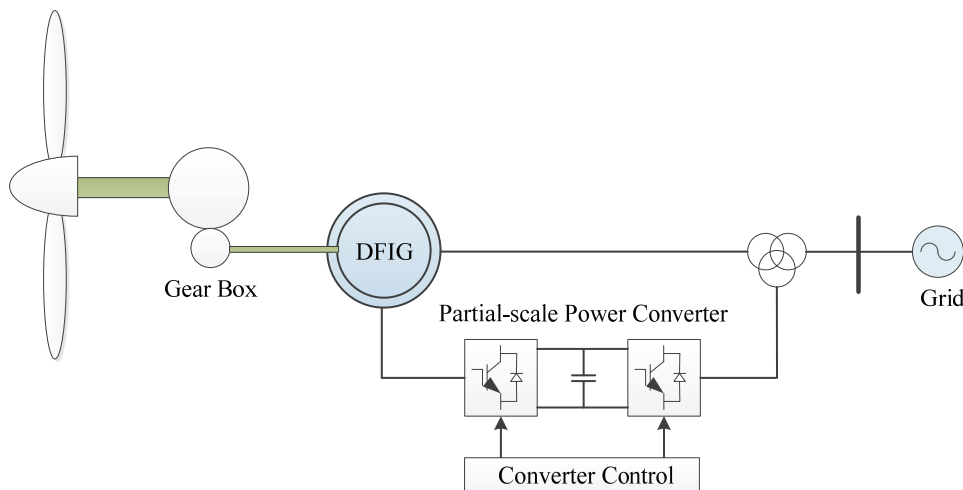 DFIG
Gear Box
Grid
Partial-scale Power Converter
Converter Control